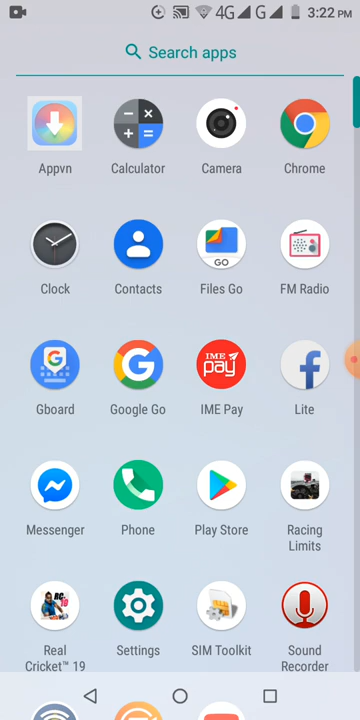 4G G 3:22 PM
Search apps
Appvn Calculator Camera Chrome
Clock Contacts GO Files Go FM Radio
G
Gboard Google Go IME pay IME Pay Lite
Messenger Phone Play Store Racing
Limits
RC 19
Real Settings SIM Toolkit Sound
Cricket™ 19 Recorder